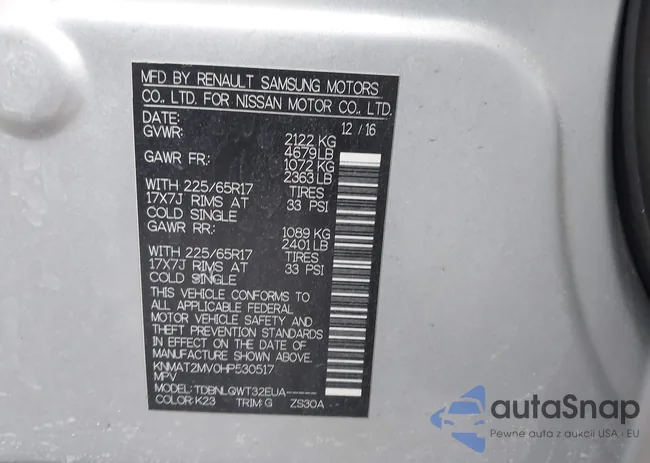 MFD BY RENAULT SAMSUNG MOTORS
CO., LTD. FOR NISSAN MOTOR CO., LTD.
DATE: 12 / 16
GVWR: 2122 KG
4679 LB
GAWR FR: 1072 KG
2363 LB
WITH 225/65R17 TIRES
17X7J RIMS AT 33 PSI
COLD SINGLE
GAWR RR: 1089 KG
2401 LB
WITH 225/65R17 TIRES
17X7J RIMS AT 33 PSI
COLD SINGLE
THIS VEHICLE CONFORMS TO
ALL APPLICABLE FEDERAL
MOTOR VEHICLE SAFETY AND
THEFT PREVENTION STANDARDS
IN EFFECT ON THE DATE OF
MANUFACTURE SHOWN ABOVE.
KNMAT2MV0HP530517
MPV
MODEL: TDBNLQWT32EUA-----
COLOR: K23 TRIM: G ZS30A
autoSnap
Pewne auta z aukcji USA i EU